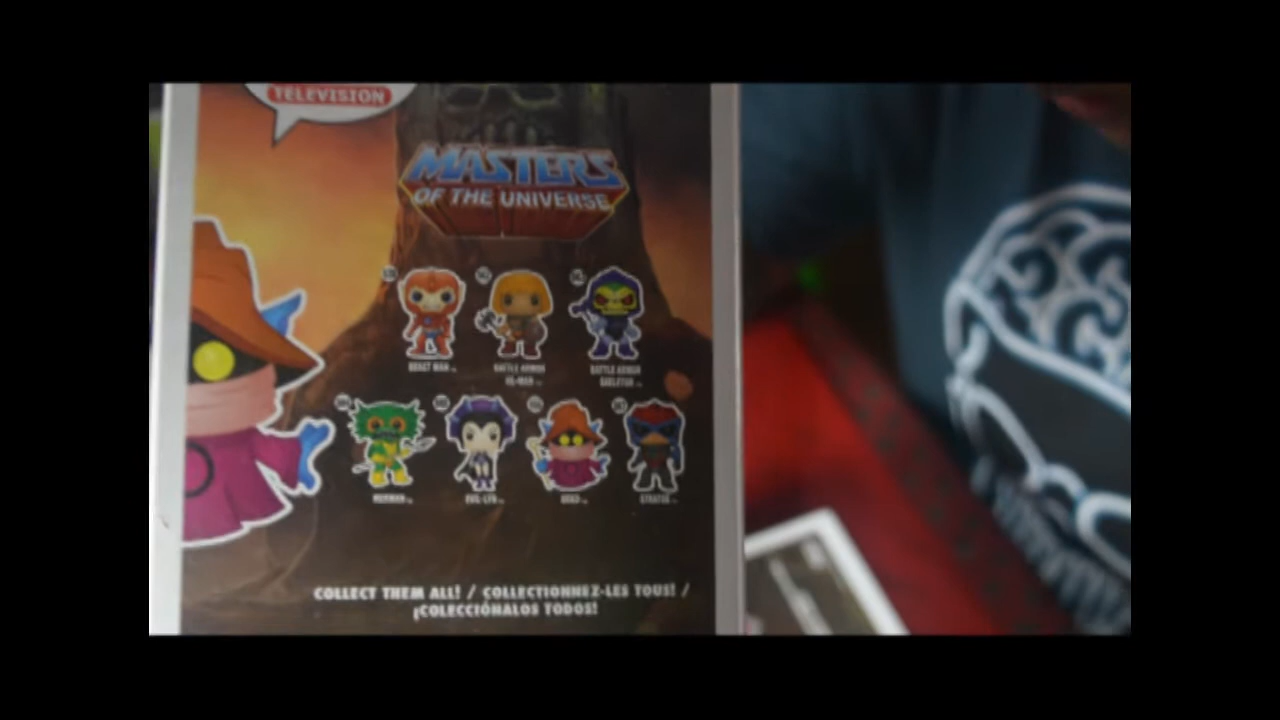 TELEVISION
MASTERS
OF THE UNIVERSE
BEAST MAN
BATTLE ARMOR
HE-MAN
BATTLE ARMOR
SKELETOR
MERMAN
EVIL-LYN
ORKO
STRATOS
COLLECT THEM ALL! / COLLECTIONNEZ-LES TOUS! /
¡COLECCIÓNALOS TODOS!